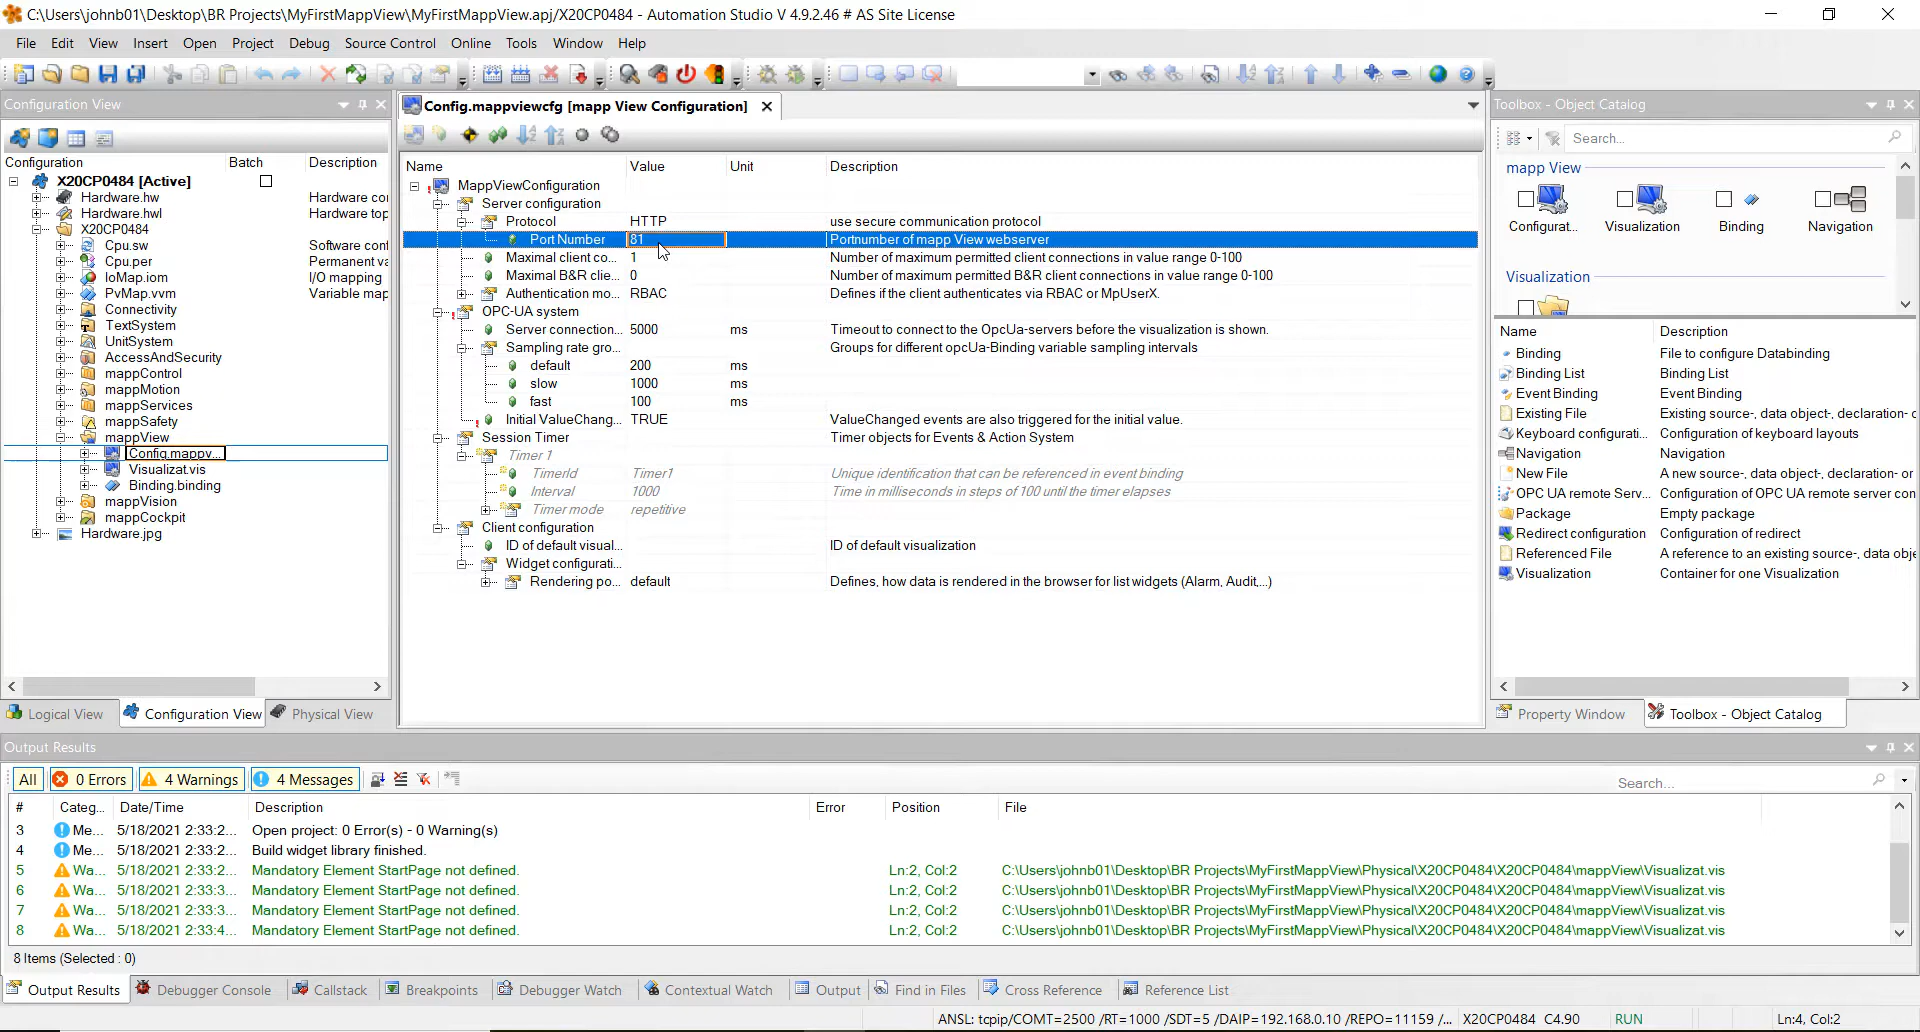 C:\Users\johnb01\Desktop\BR Projects\MyFirstMappView\MyFirstMappView.apj/X20CP0484 - Automation Studio V 4.9.2.46 # AS Site License
File Edit View Insert Open Project Debug Source Control Online Tools Window Help
Configuration View
Configuration Batch Description
X20CP0484 [Active]
Hardware.hw Hardware co
Hardware.hwl Hardware top
X20CP0484
Cpu.sw Software conf
Cpu.per Permanent va
IoMap.iom I/O mapping
PvMap.vvm Variable map
Connectivity
TextSystem
UnitSystem
AccessAndSecurity
mappControl
mappMotion
mappServices
mappSafety
mappView
Config.mappv...
Visualizat.vis
Binding.binding
mappVision
mappCockpit
Hardware.jpg
Logical View Configuration View Physical View
Config.mappviewcfg [mapp View Configuration]
Name Value Unit Description
MappViewConfiguration
Server configuration
Protocol HTTP use secure communication protocol
Port Number 81 Portnumber of mapp View webserver
Maximal client co... 1 Number of maximum permitted client connections in value range 0-100
Maximal B&R clie... 0 Number of maximum permitted B&R client connections in value range 0-100
Authentication mo... RBAC Defines if the client authenticates via RBAC or MpUserX.
OPC-UA system
Server connection... 5000 ms Timeout to connect to the OpcUa-servers before the visualization is shown.
Sampling rate gro... Groups for different opcUa-Binding variable sampling intervals
default 200 ms
slow 1000 ms
fast 100 ms
Initial ValueChang... TRUE ValueChanged events are also triggered for the initial value.
Session Timer Timer objects for Events & Action System
Timer 1
TimerId Timer1 Unique identification that can be referenced in event binding
Interval 1000 Time in milliseconds in steps of 100 until the timer elapses
Timer mode repetitive
Client configuration
ID of default visual... ID of default visualization
Widget configurati...
Rendering po... default Defines, how data is rendered in the browser for list widgets (Alarm, Audit,...)
Toolbox - Object Catalog
Search...
mapp View
Configurat... Visualization Binding Navigation
Visualization
Name Description
Binding File to configure Databinding
Binding List Binding List
Event Binding Event Binding
Existing File Existing source-, data object-, declaration- c
Keyboard configurati... Configuration of keyboard layouts
Navigation Navigation
New File A new source-, data object-, declaration- or
OPC UA remote Serv... Configuration of OPC UA remote server con
Package Empty package
Redirect configuration Configuration of redirect
Referenced File A reference to an existing source-, data obje
Visualization Container for one Visualization
Property Window Toolbox - Object Catalog
Output Results
All 0 Errors 4 Warnings 4 Messages Search...
# Categ... Date/Time Description Error Position File
3 Me... 5/18/2021 2:33:2... Open project: 0 Error(s) - 0 Warning(s)
4 Me... 5/18/2021 2:33:2... Build widget library finished.
5 Wa... 5/18/2021 2:33:2... Mandatory Element StartPage not defined. Ln:2, Col:2 C:\Users\johnb01\Desktop\BR Projects\MyFirstMappView\Physical\X20CP0484\X20CP0484\mappView\Visualizat.vis
6 Wa... 5/18/2021 2:33:3... Mandatory Element StartPage not defined. Ln:2, Col:2 C:\Users\johnb01\Desktop\BR Projects\MyFirstMappView\Physical\X20CP0484\X20CP0484\mappView\Visualizat.vis
7 Wa... 5/18/2021 2:33:3... Mandatory Element StartPage not defined. Ln:2, Col:2 C:\Users\johnb01\Desktop\BR Projects\MyFirstMappView\Physical\X20CP0484\X20CP0484\mappView\Visualizat.vis
8 Wa... 5/18/2021 2:33:4... Mandatory Element StartPage not defined. Ln:2, Col:2 C:\Users\johnb01\Desktop\BR Projects\MyFirstMappView\Physical\X20CP0484\X20CP0484\mappView\Visualizat.vis
8 Items (Selected : 0)
Output Results Debugger Console Callstack Breakpoints Debugger Watch Contextual Watch Output Find in Files Cross Reference Reference List
ANSL: tcpip/COMT=2500 /RT=1000 /SDT=5 /DAIP=192.168.0.10 /REPO=11159 /... X20CP0484 C4.90 RUN Ln:4, Col:2